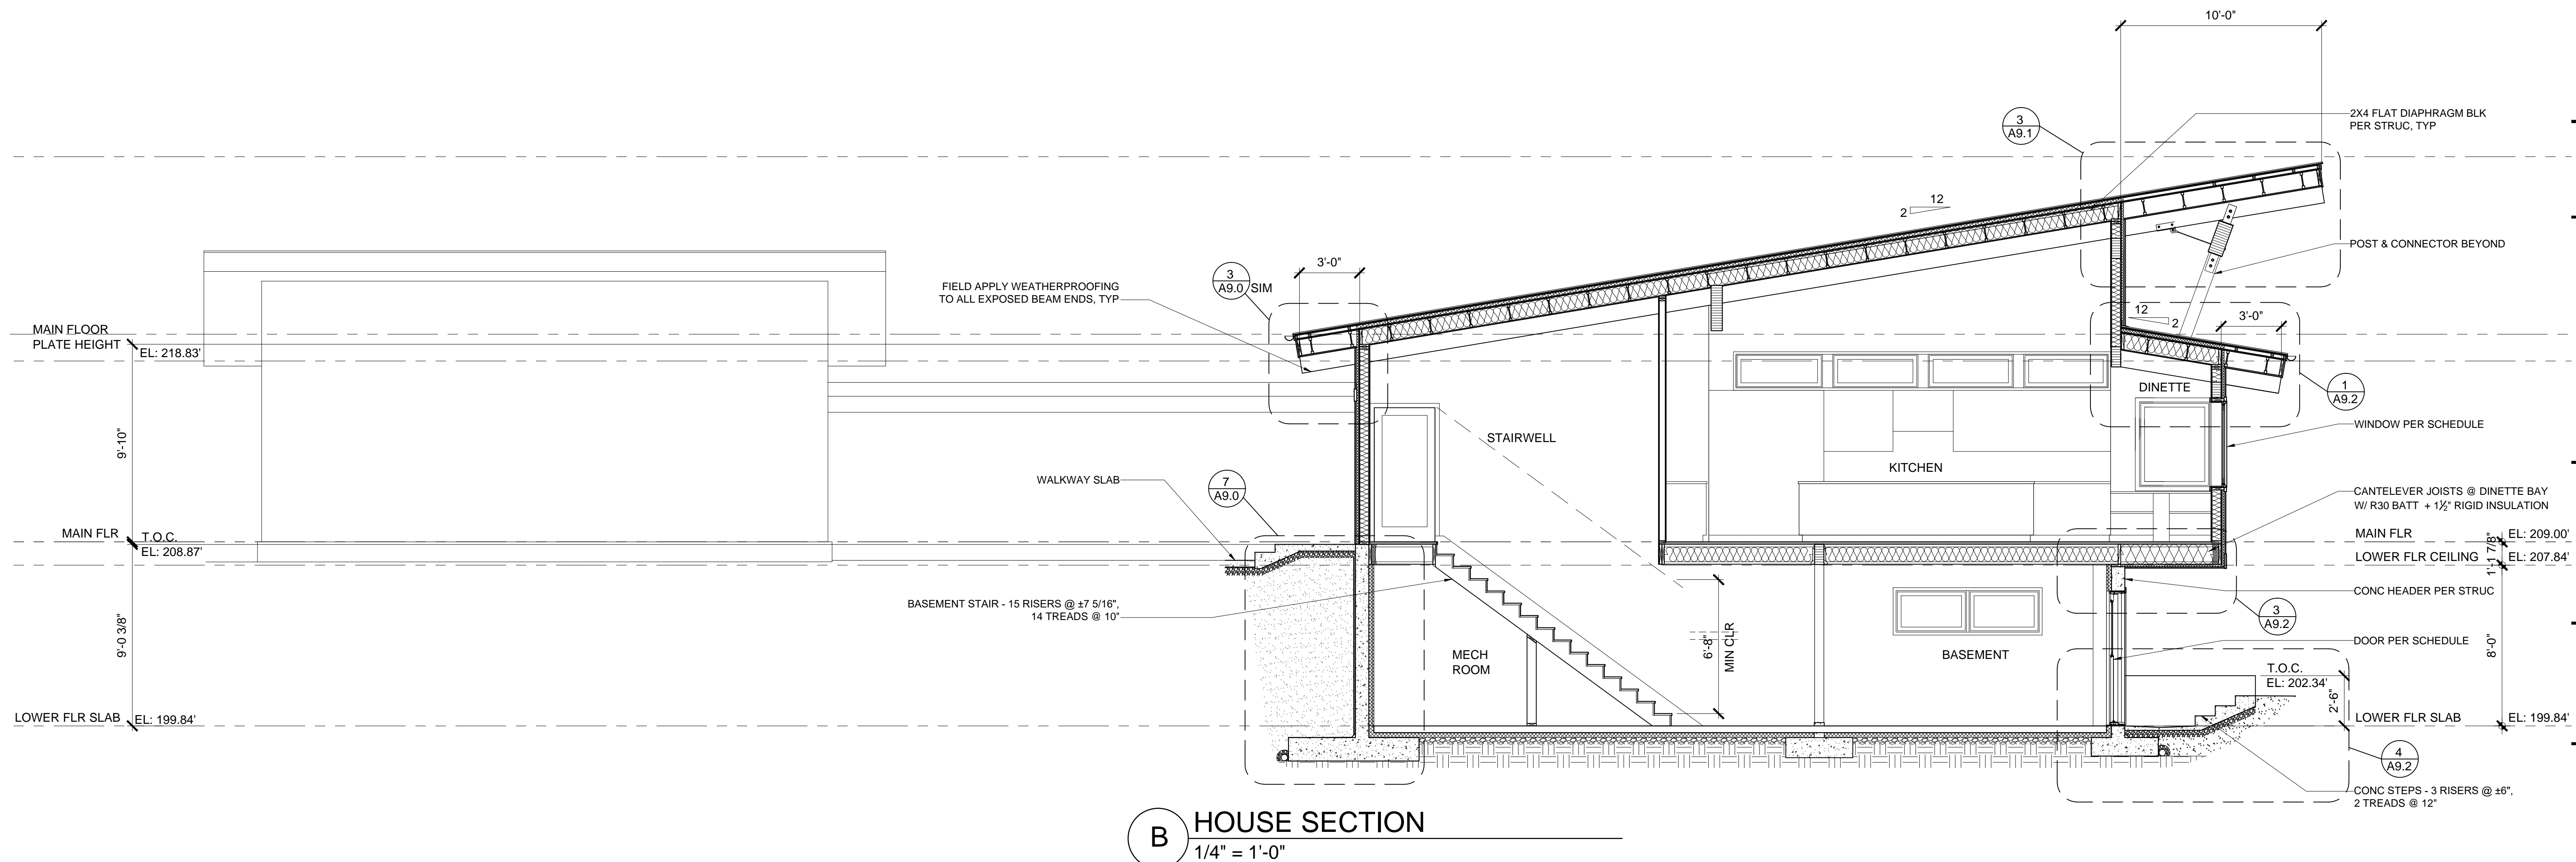 10'-0"
3
A9.1
2X4 FLAT DIAPHRAGM BLK
PER STRUC, TYP
12
2
POST & CONNECTOR BEYOND
3'-0"
3
A9.0
SIM
FIELD APPLY WEATHERPROOFING
TO ALL EXPOSED BEAM ENDS, TYP
12
2
3'-0"
MAIN FLOOR
PLATE HEIGHT
EL: 218.83'
DINETTE
1
A9.2
WINDOW PER SCHEDULE
9'-10"
STAIRWELL
KITCHEN
WALKWAY SLAB
7
A9.0
CANTELEVER JOISTS @ DINETTE BAY
W/ R30 BATT + 1½" RIGID INSULATION
MAIN FLR
T.O.C.
EL: 208.87'
MAIN FLR
EL: 209.00'
1'-1 7/8"
LOWER FLR CEILING
EL: 207.84'
CONC HEADER PER STRUC
BASEMENT STAIR - 15 RISERS @ ±7 5/16",
14 TREADS @ 10"
3
A9.2
9'-0 3/8"
6'-8"
MIN CLR
MECH
ROOM
BASEMENT
DOOR PER SCHEDULE
8'-0"
T.O.C.
EL: 202.34'
2'-6"
LOWER FLR SLAB
EL: 199.84'
LOWER FLR SLAB
EL: 199.84'
4
A9.2
CONC STEPS - 3 RISERS @ ±6",
2 TREADS @ 12"
B
HOUSE SECTION
1/4" = 1'-0"